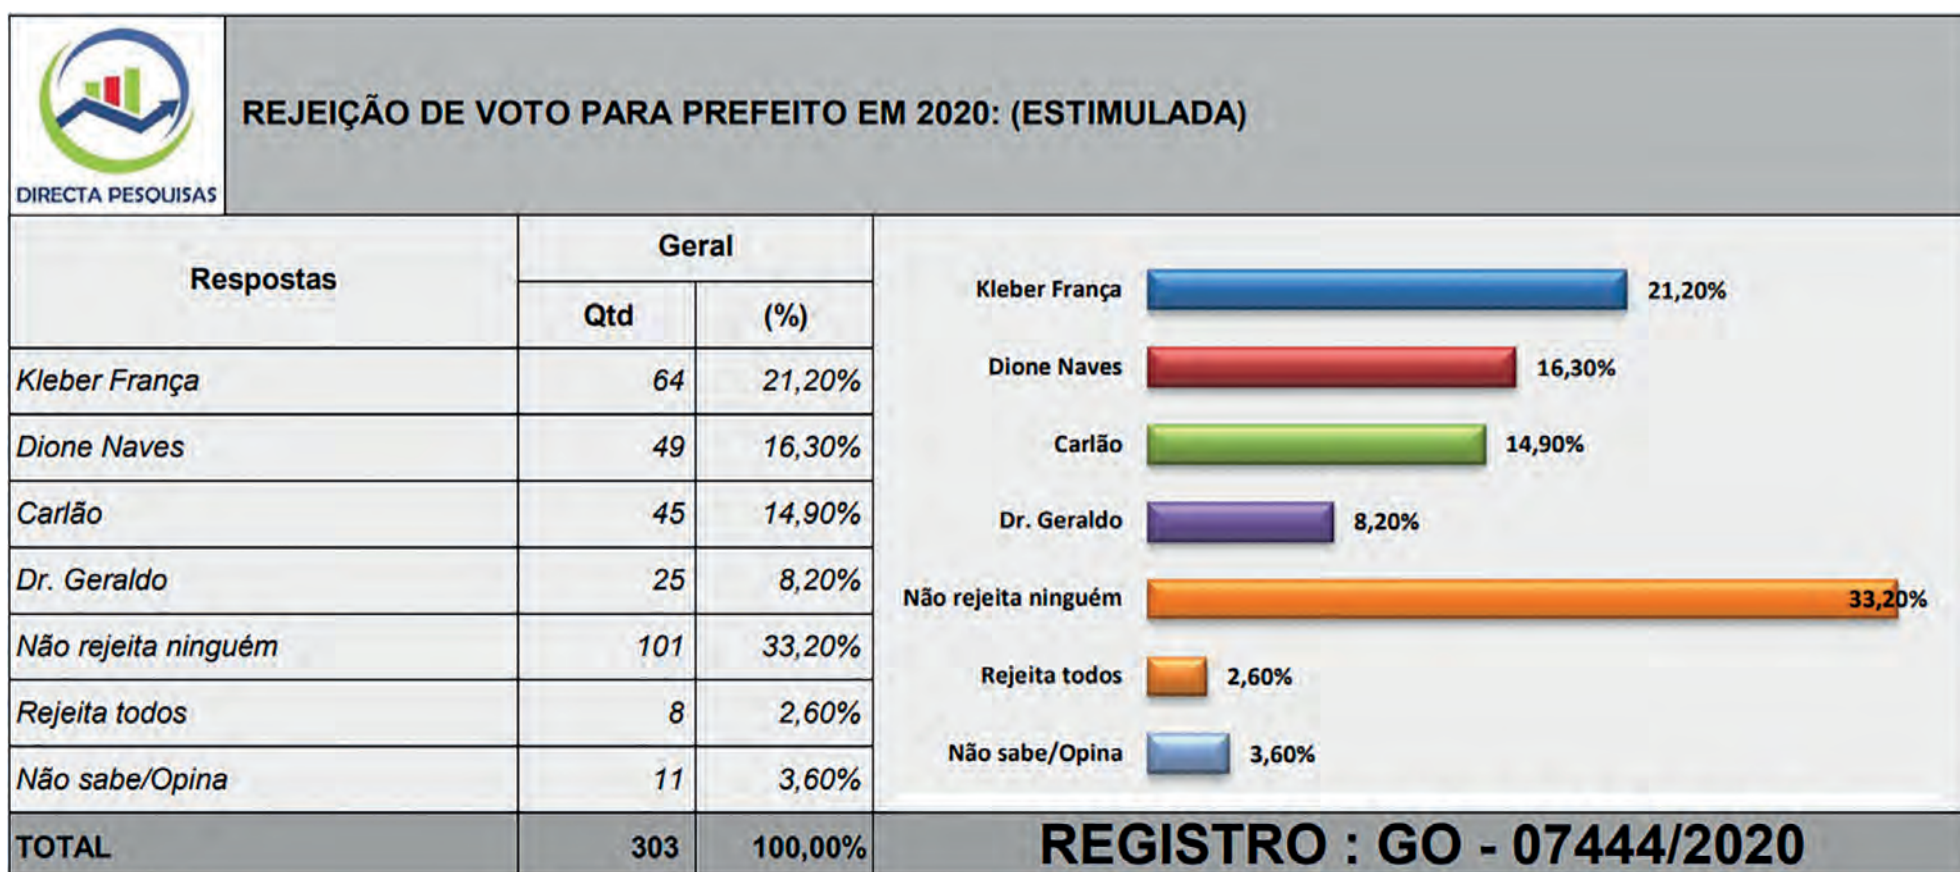 DIRECTA PESQUISAS
REJEIÇÃO DE VOTO PARA PREFEITO EM 2020: (ESTIMULADA)
Respostas
Geral
Qtd (%)
Kleber França 64 21,20%
Dione Naves 49 16,30%
Carlão 45 14,90%
Dr. Geraldo 25 8,20%
Não rejeita ninguém 101 33,20%
Rejeita todos 8 2,60%
Não sabe/Opina 11 3,60%
TOTAL 303 100,00%
Kleber França 21,20%
Dione Naves 16,30%
Carlão 14,90%
Dr. Geraldo 8,20%
Não rejeita ninguém 33,20%
Rejeita todos 2,60%
Não sabe/Opina 3,60%
REGISTRO : GO - 07444/2020